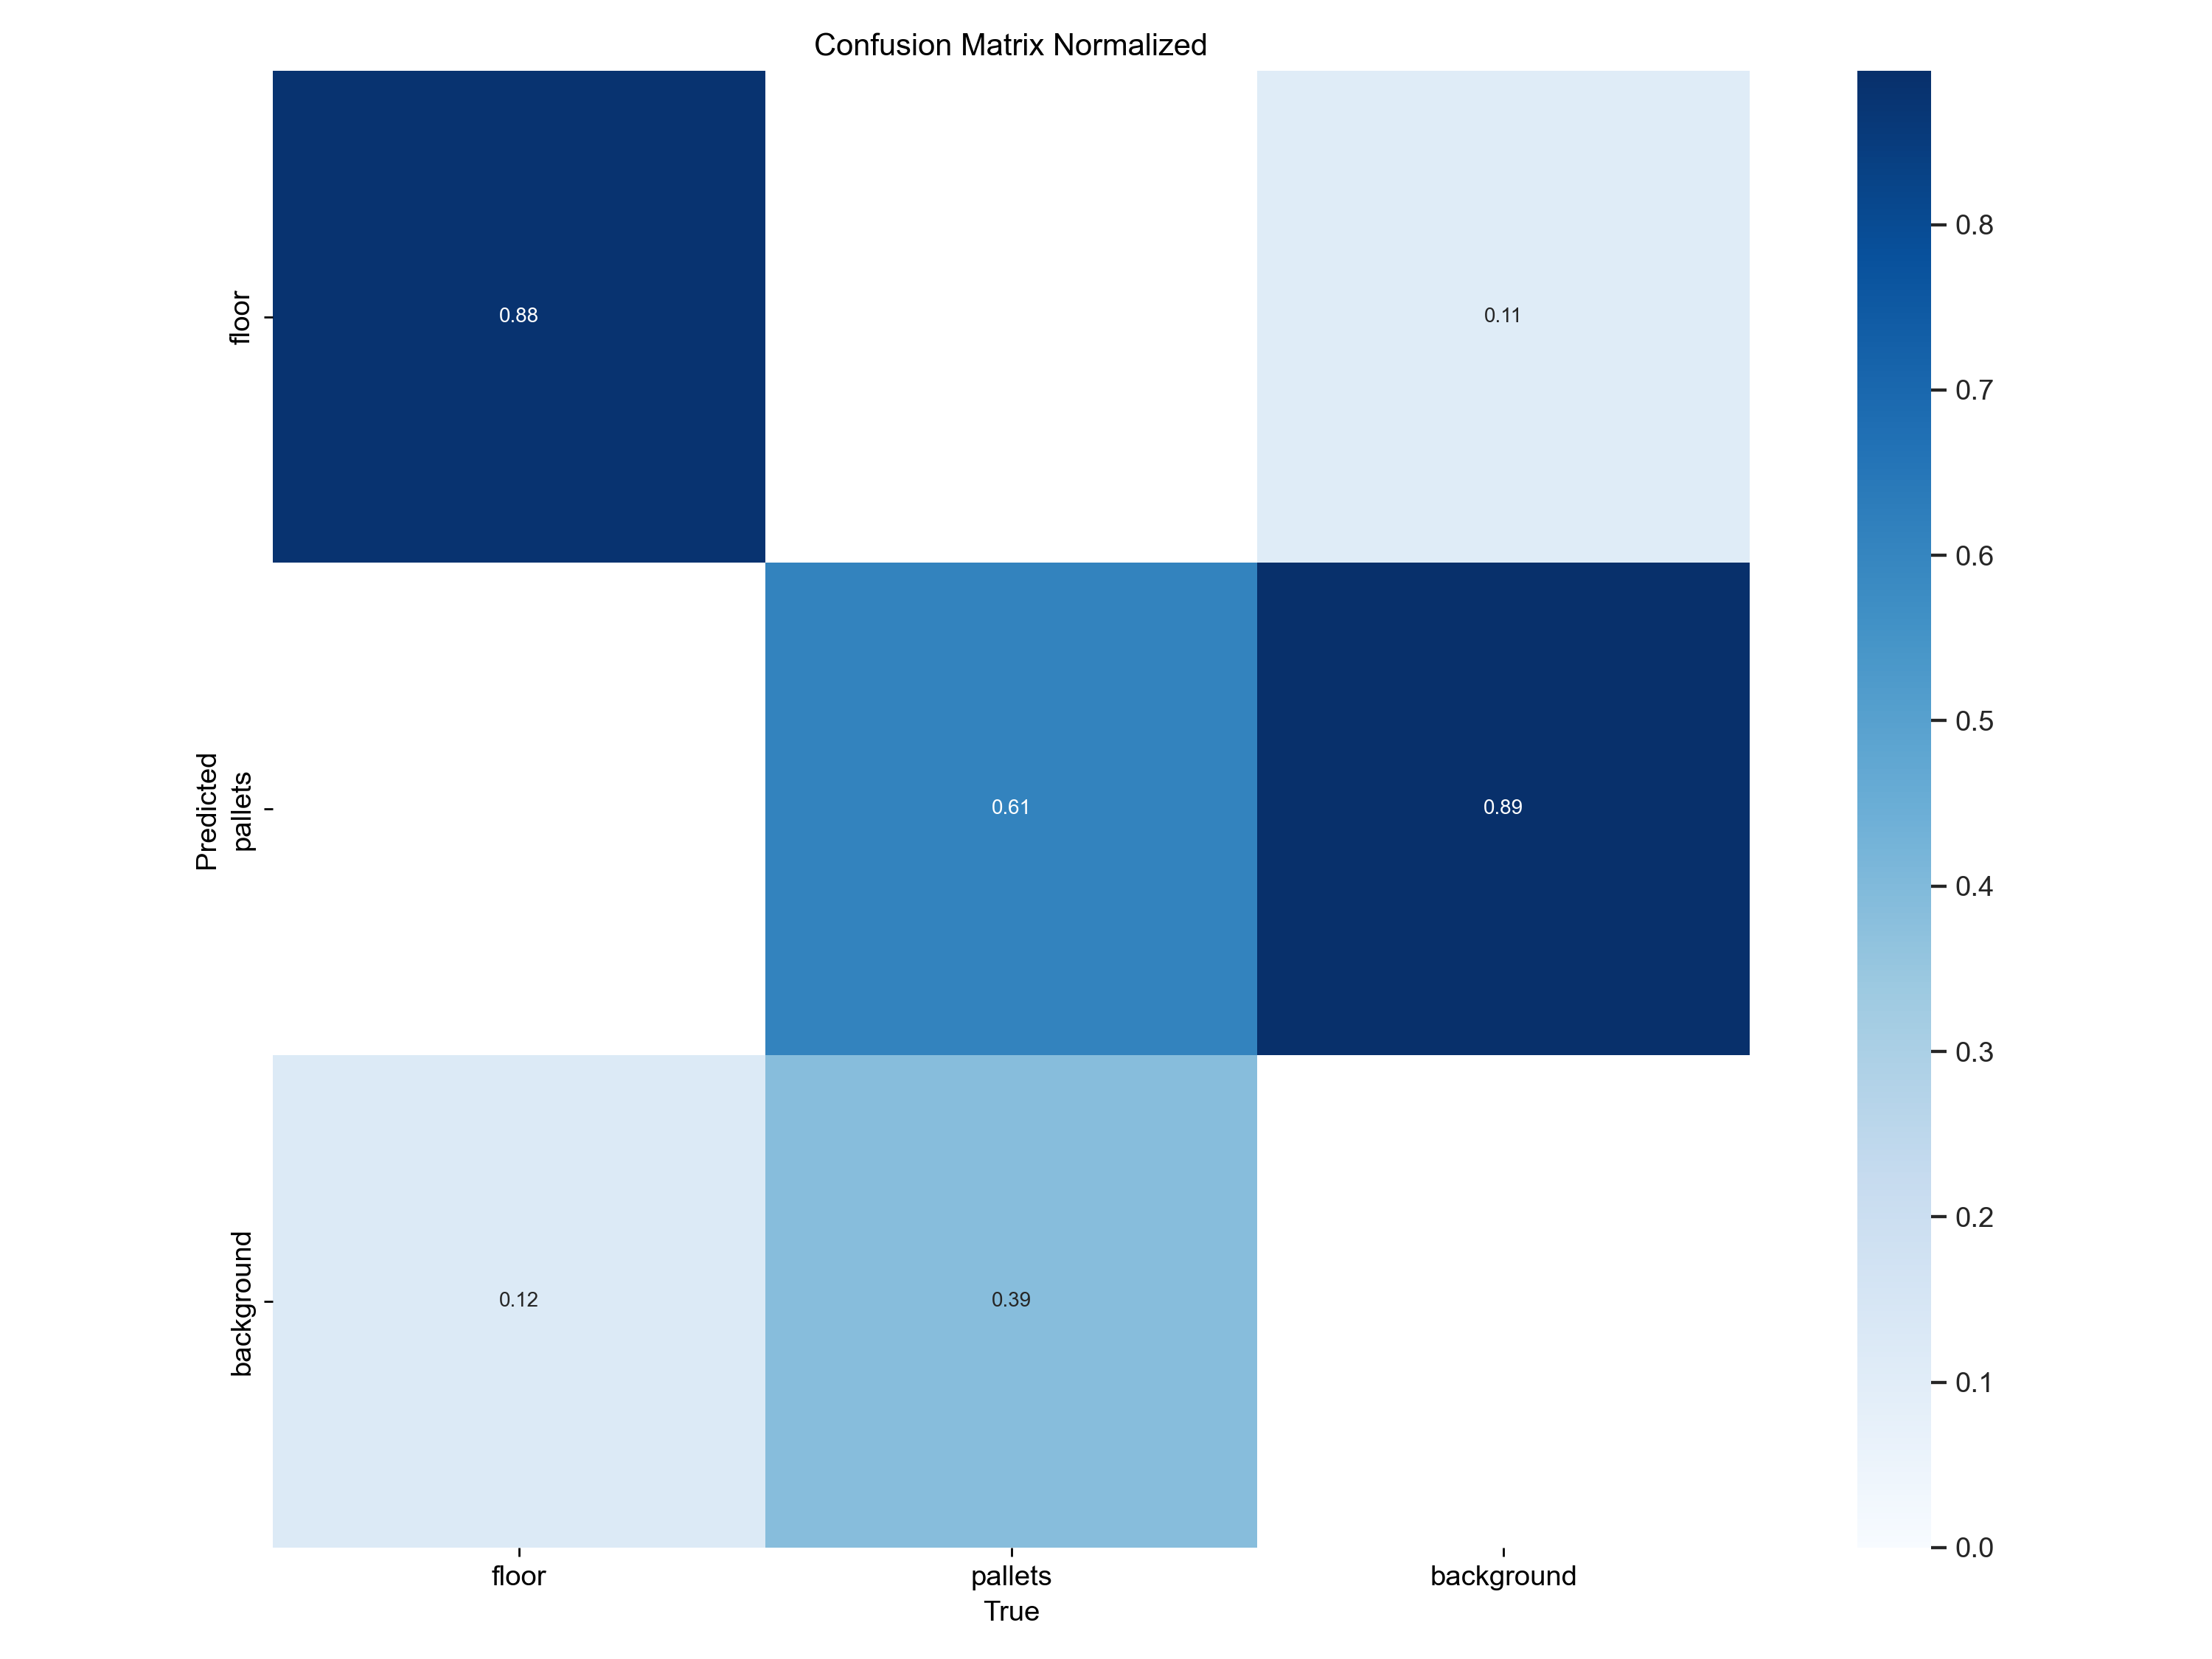 Confusion Matrix Normalized
floor
0.88
0.11
0.8
0.7
0.6
Predicted
pallets
0.61
0.89
0.5
0.4
0.3
background
0.12
0.39
0.2
0.1
0.0
floor
pallets
background
True